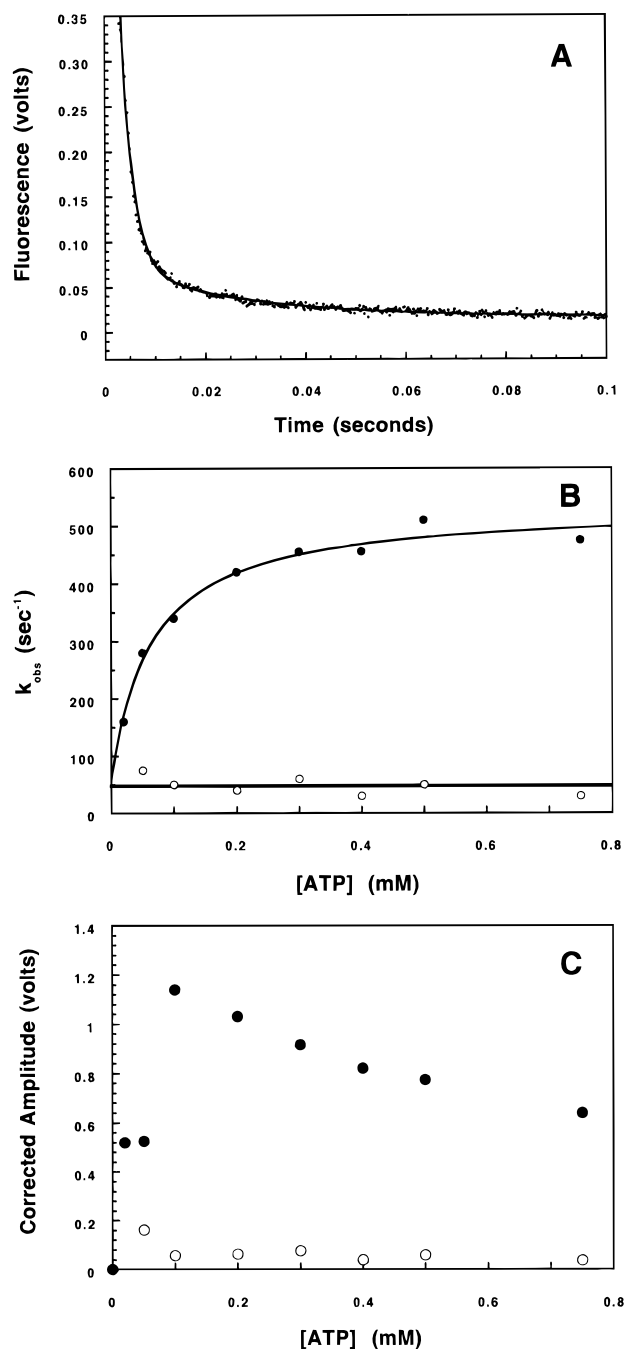 A
0.35
0.30
0.25
0.20
0.15
0.10
0.05
0
Fluorescence (volts)
0 0.02 0.04 0.06 0.08 0.1
Time (seconds)
B
600
500
400
300
200
100
0
k_obs (sec⁻¹)
0 0.2 0.4 0.6 0.8
[ATP] (mM)
C
1.4
1.2
1
0.8
0.6
0.4
0.2
0
Corrected Amplitude (volts)
0 0.2 0.4 0.6 0.8
[ATP] (mM)